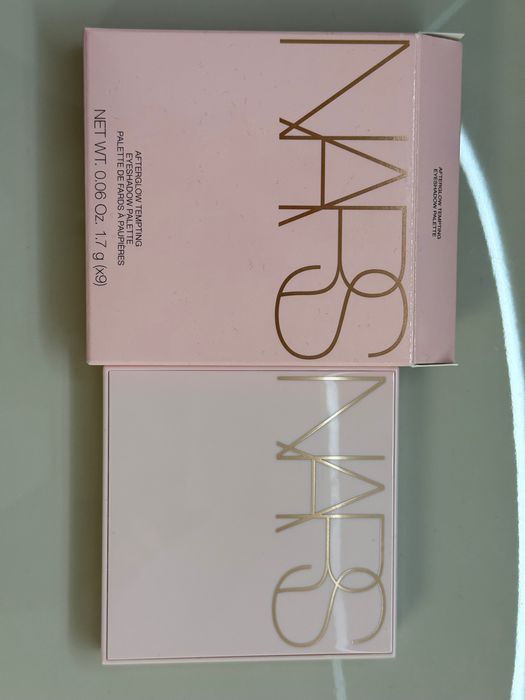 NARS
AFTERGLOW TEMPTING
EYESHADOW PALETTE
PALETTE DE FARDS À PAUPIÈRES
NET WT. 0.06 Oz. 1.7 g (x9)
AFTERGLOW TEMPTING
EYESHADOW PALETTE
NARS